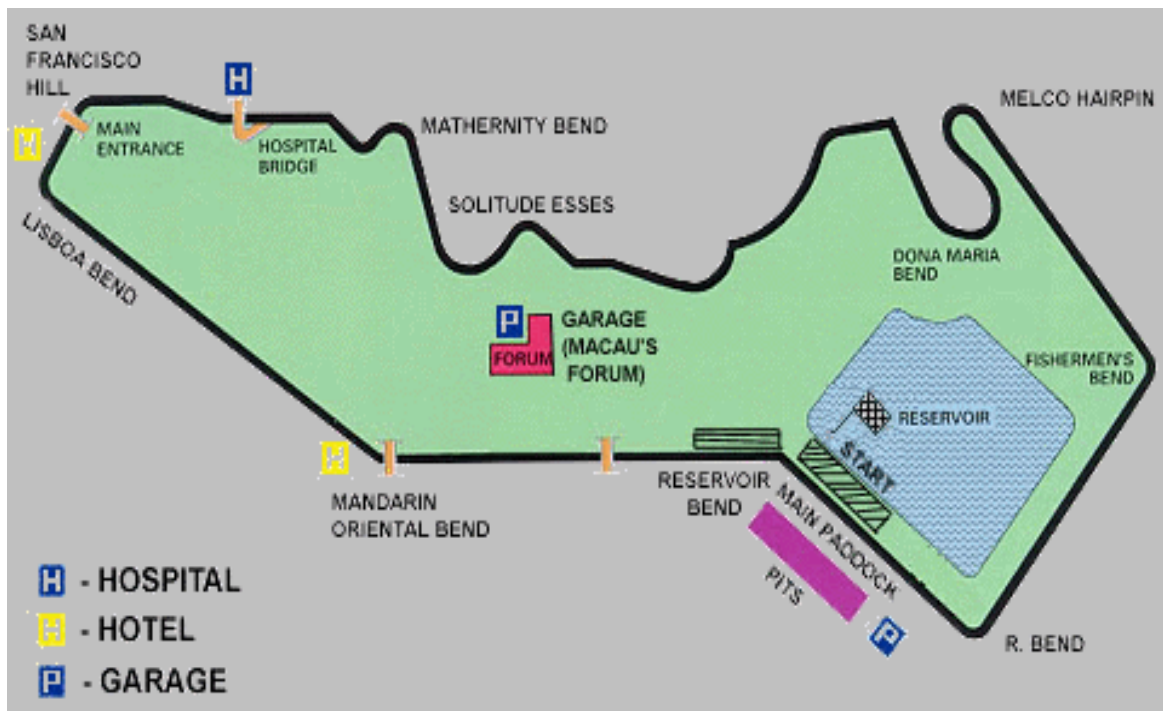 SAN
FRANCISCO
HILL
H
MELCO HAIRPIN
MAIN
ENTRANCE
H
HOSPITAL
BRIDGE
MATHERNITY BEND
LISBOA BEND
SOLITUDE ESSES
DONA MARIA
BEND
P
FORUM
GARAGE
(MACAU'S
FORUM)
FISHERMEN'S
BEND
RESERVOIR
START
H
MANDARIN
ORIENTAL BEND
RESERVOIR
BEND
MAIN PADDOCK
PITS
P
R. BEND
H - HOSPITAL
H - HOTEL
P - GARAGE